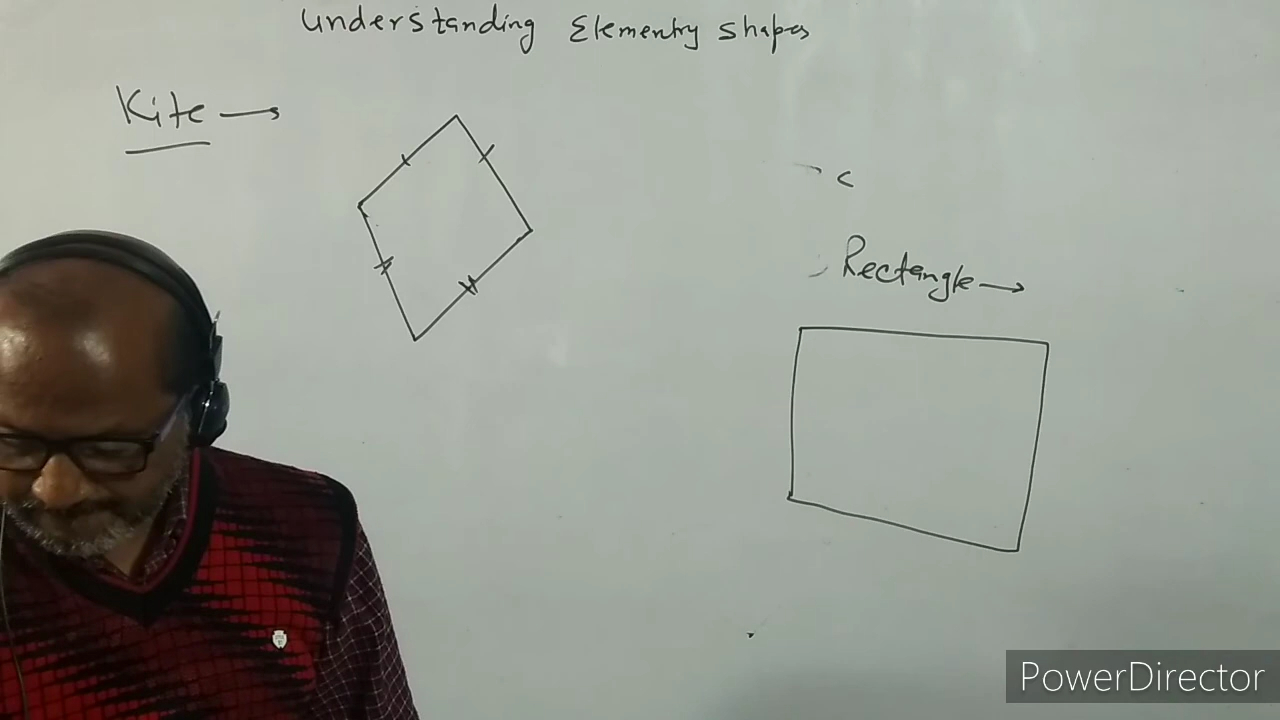 Understanding Elementry shapes
Kite →
c
Rectangle →
PowerDirector